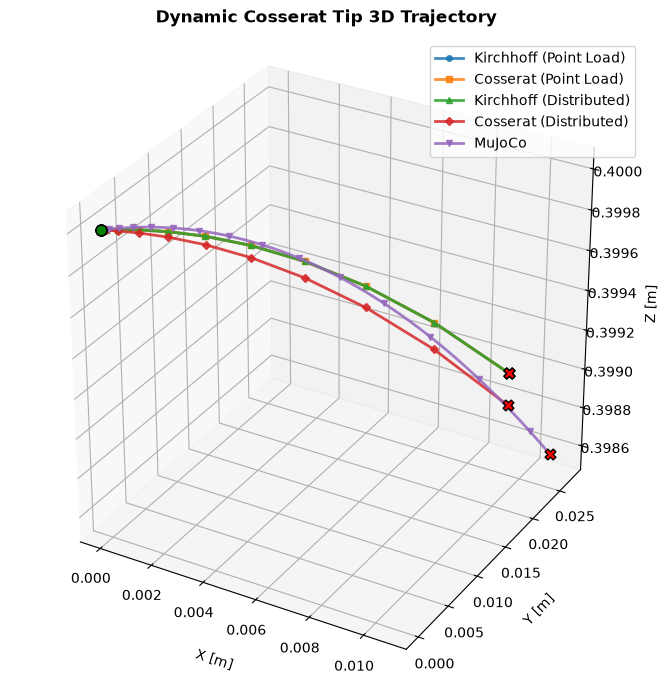 Dynamic Cosserat Tip 3D Trajectory
Kirchhoff (Point Load)
Cosserat (Point Load)
Kirchhoff (Distributed)
Cosserat (Distributed)
MuJoCo
0.4000
0.3998
0.3996
0.3994
0.3992
0.3990
0.3988
0.3986
Z [m]
0.025
0.020
0.015
0.010
0.005
0.000
Y [m]
0.000
0.002
0.004
0.006
0.008
0.010
X [m]